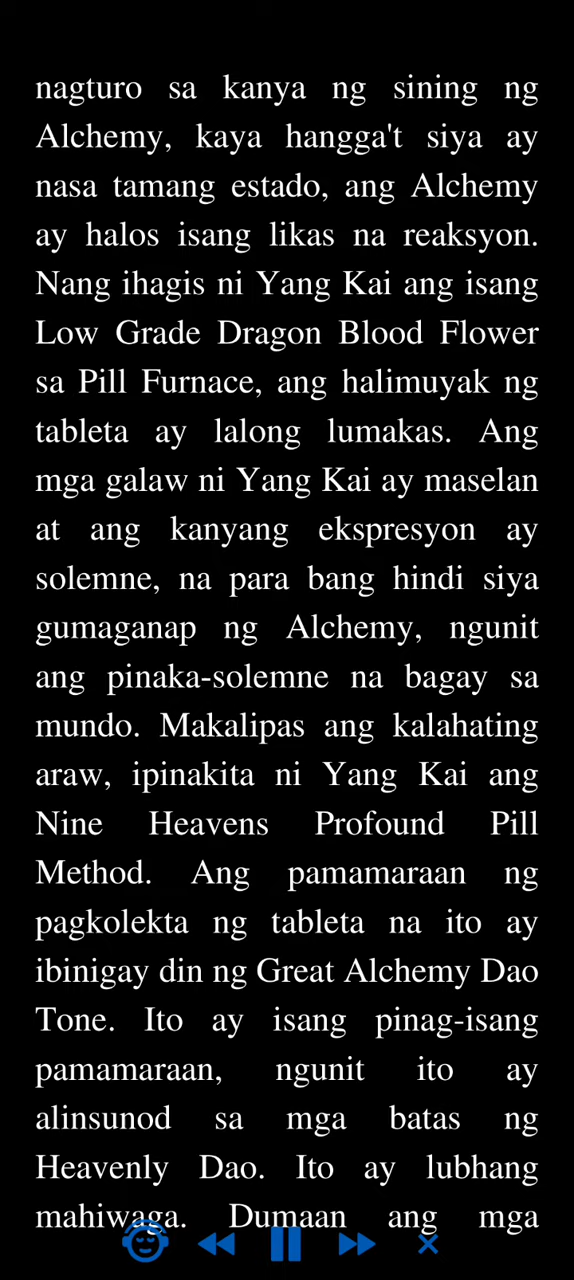 nagturo sa kanya ng sining ng
Alchemy, kaya hangga't siya ay
nasa tamang estado, ang Alchemy
ay halos isang likas na reaksyon.
Nang ihagis ni Yang Kai ang isang
Low Grade Dragon Blood Flower
sa Pill Furnace, ang halimuyak ng
tableta ay lalong lumakas. Ang
mga galaw ni Yang Kai ay maselan
at ang kanyang ekspresyon ay
solemne, na para bang hindi siya
gumaganap ng Alchemy, ngunit
ang pinaka-solemne na bagay sa
mundo. Makalipas ang kalahating
araw, ipinakita ni Yang Kai ang
Nine Heavens Profound Pill
Method. Ang pamamaraan ng
pagkolekta ng tableta na ito ay
ibinigay din ng Great Alchemy Dao
Tone. Ito ay isang pinag-isang
pamamaraan, ngunit ito ay
alinsunod sa mga batas ng
Heavenly Dao. Ito ay lubhang
mahiwaga. Dumaan ang mga